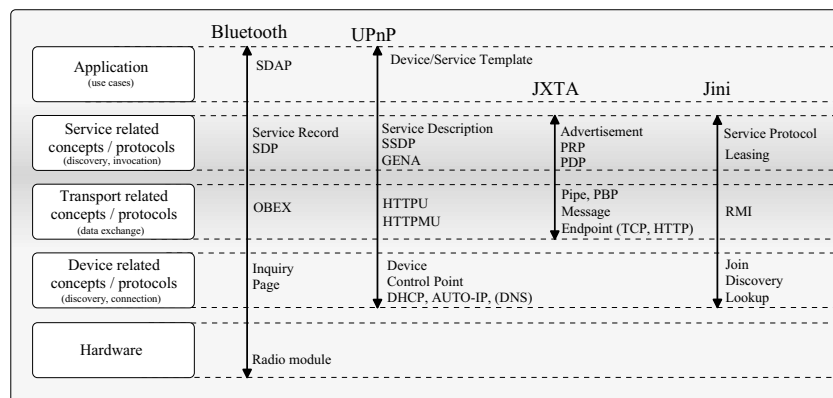 Bluetooth
UPnP
Application
(use cases)
SDAP
Device/Service Template
JXTA
Jini
Service related
concepts / protocols
(discovery, invocation)
Service Record
SDP
Service Description
SSDP
GENA
Advertisement
PRP
PDP
Service Protocol
Leasing
Transport related
concepts / protocols
(data exchange)
OBEX
HTTPU
HTTPMU
Pipe, PBP
Message
Endpoint (TCP, HTTP)
RMI
Device related
concepts / protocols
(discovery, connection)
Inquiry
Page
Device
Control Point
DHCP, AUTO-IP, (DNS)
Join
Discovery
Lookup
Hardware
Radio module